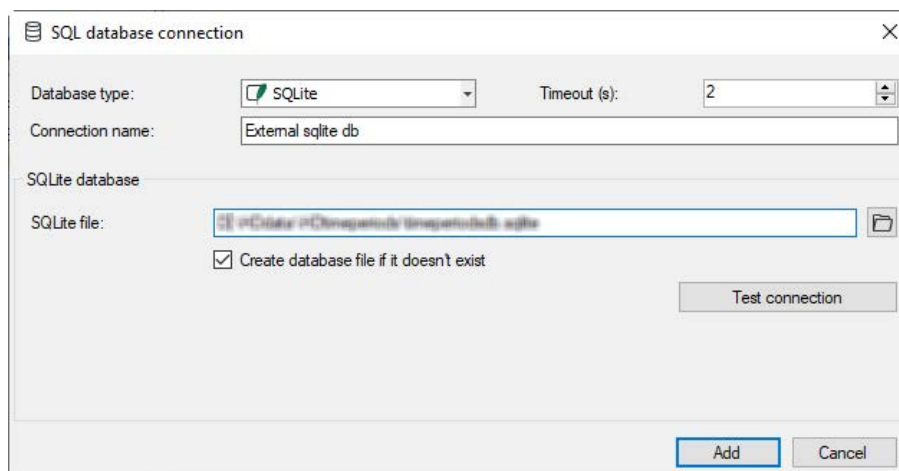 SQL database connection
Database type: SQLite Timeout (s): 2
Connection name: External sqlite db
SQLite database
SQLite file:
Create database file if it doesn't exist
Test connection
Add Cancel